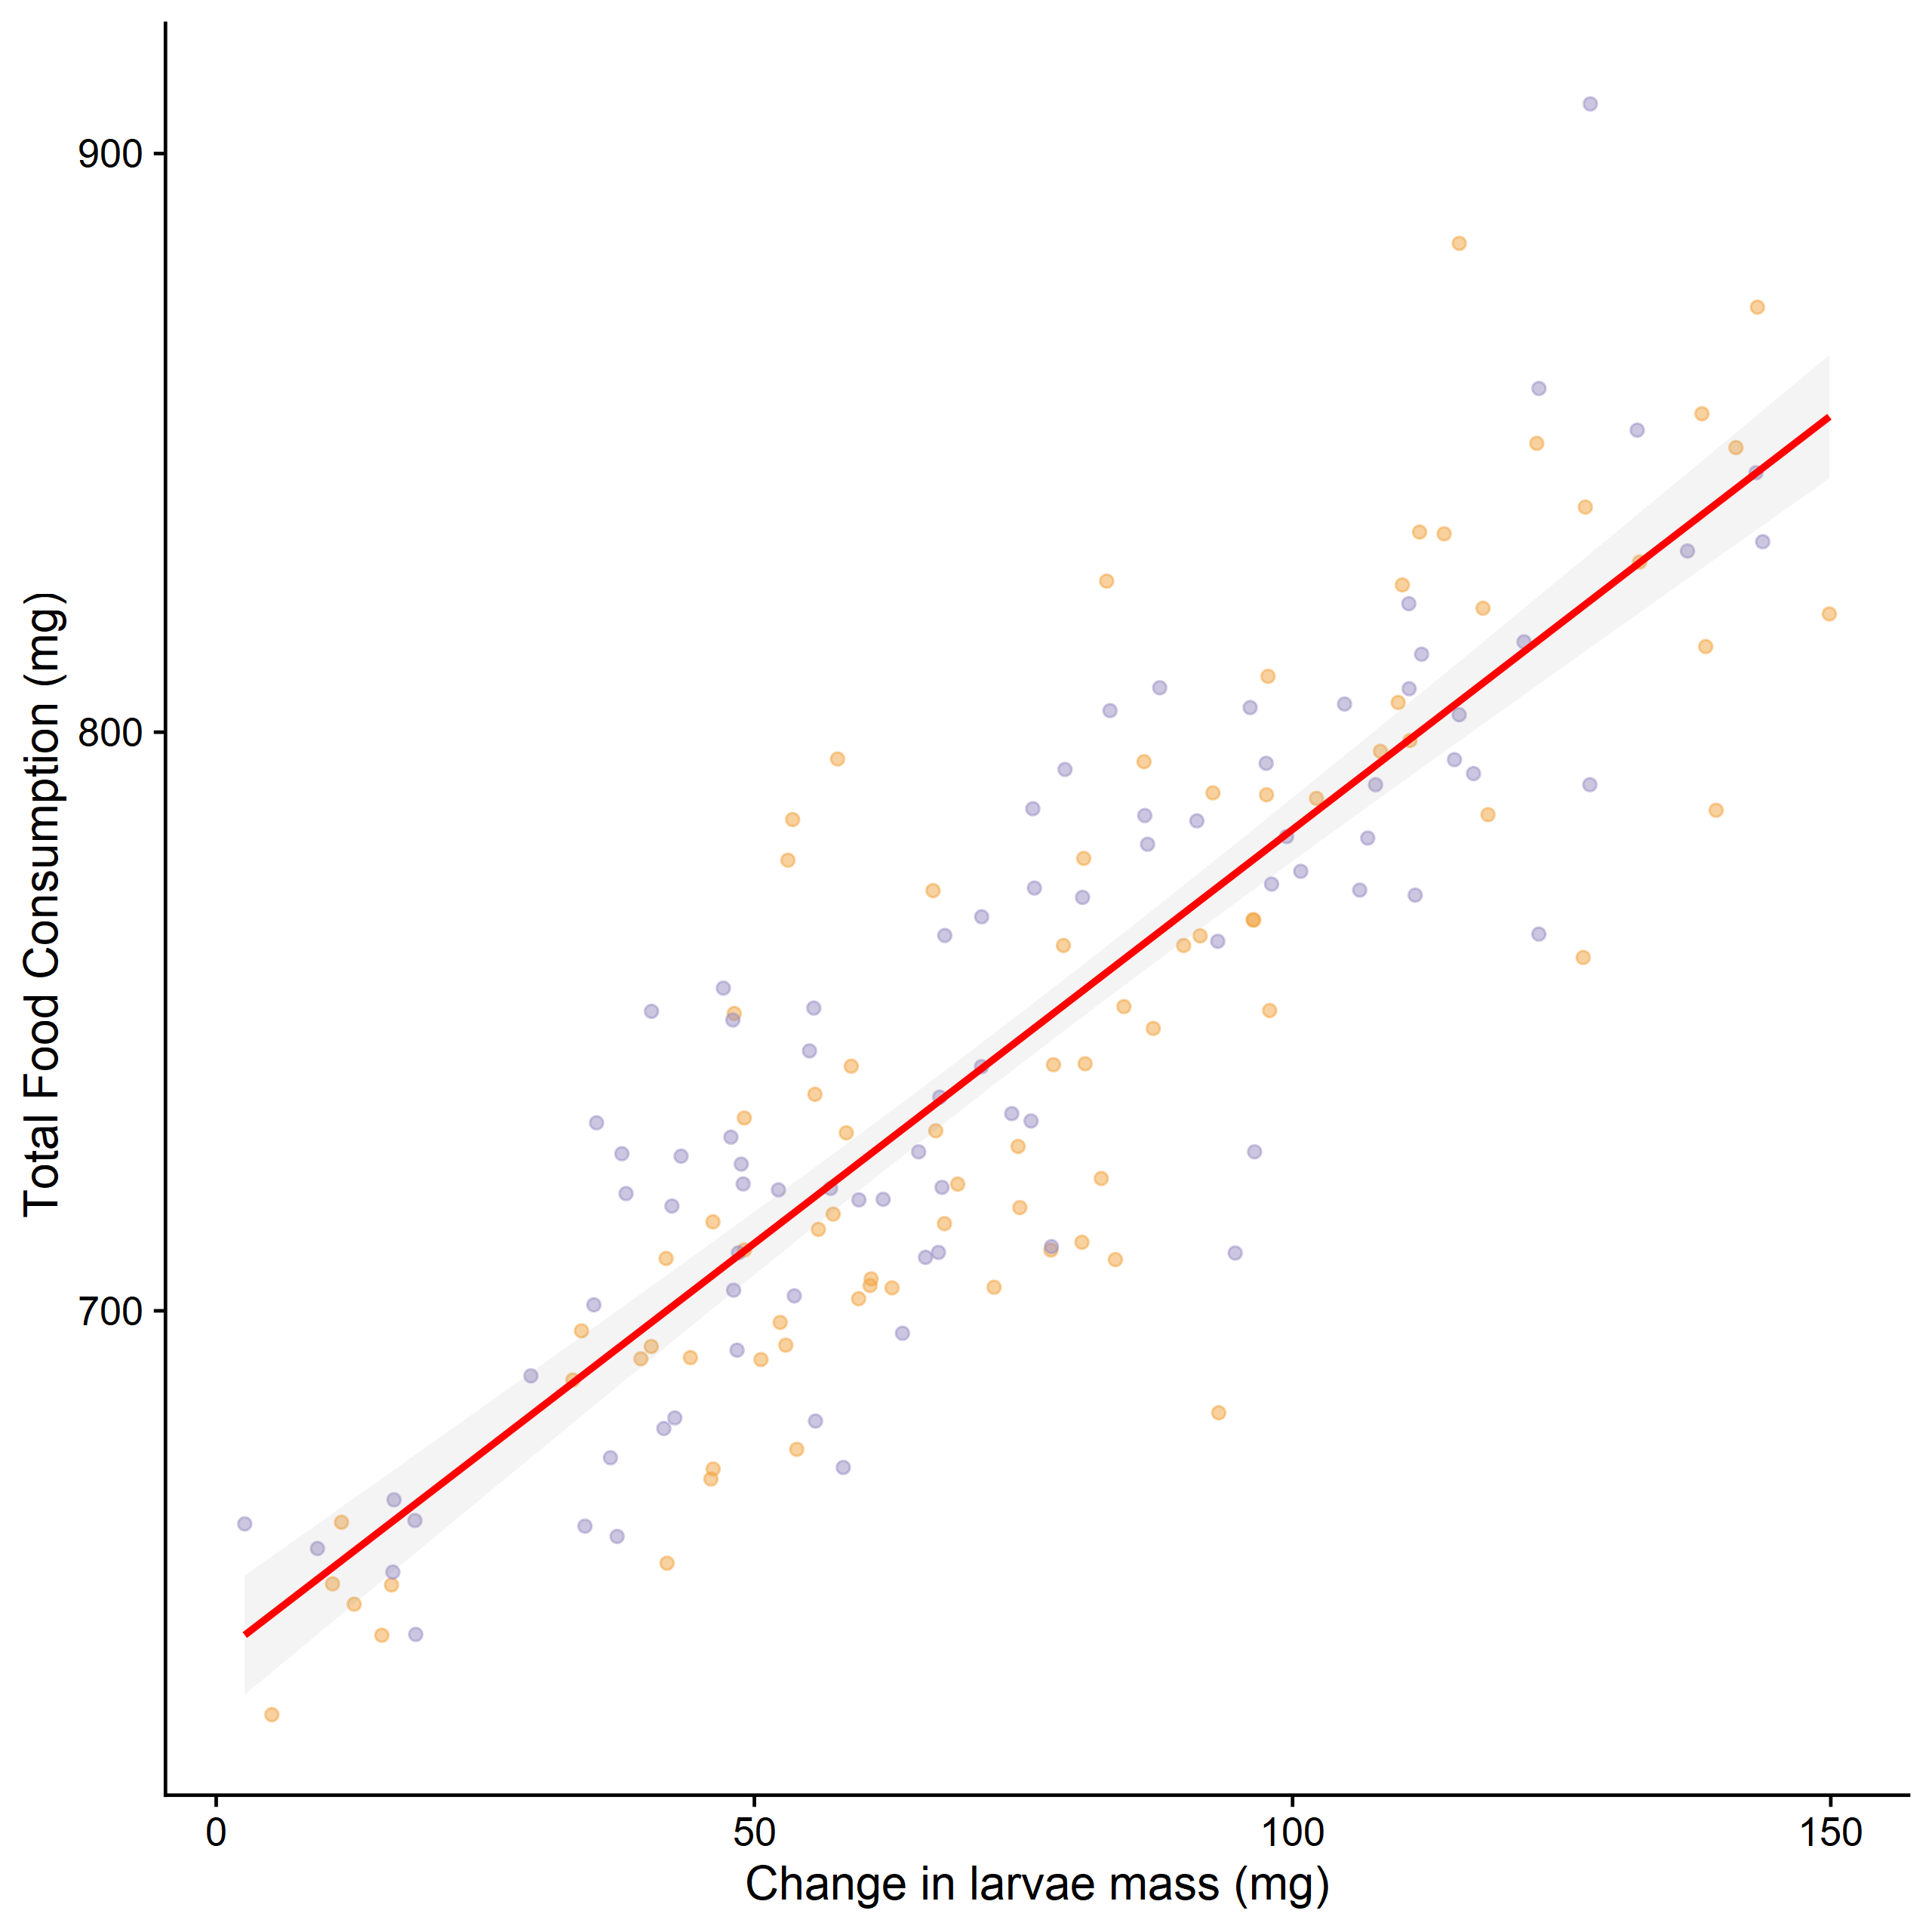 Total Food Consumption (mg)
900
800
700
0 50 100 150
Change in larvae mass (mg)